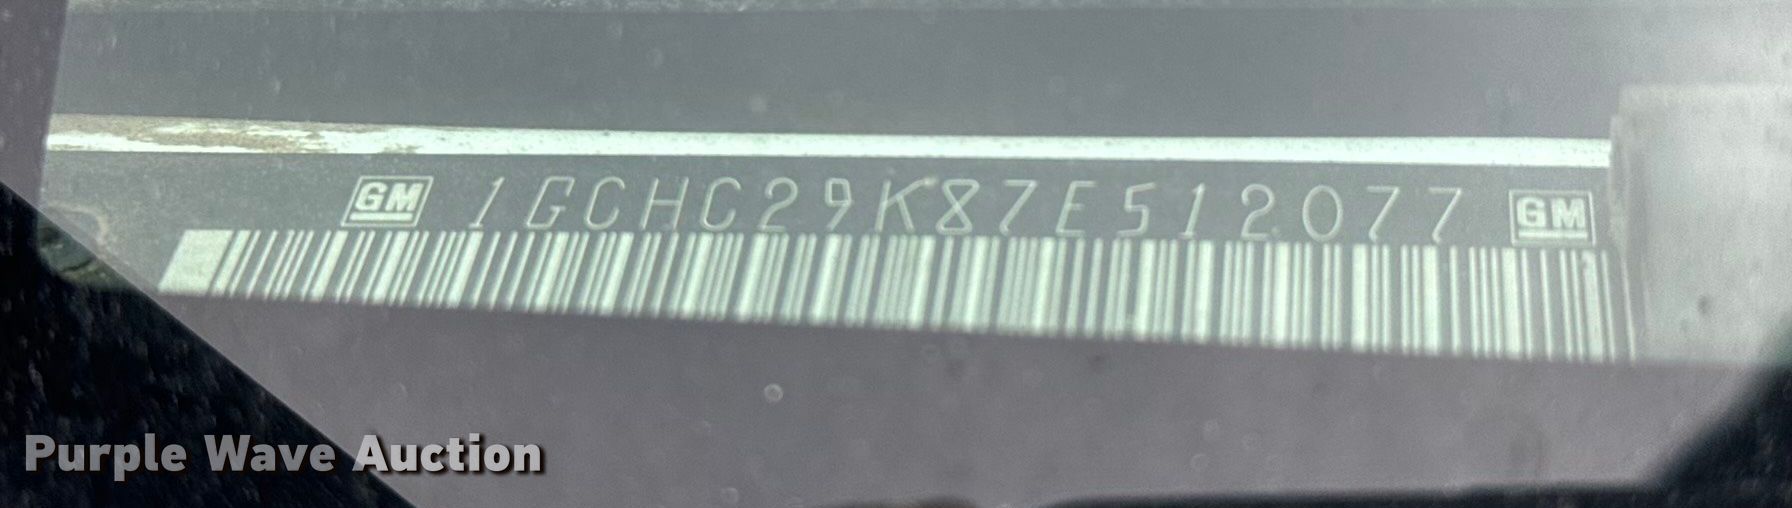 GM 1GCHC29K87E512077 GM
Purple Wave Auction